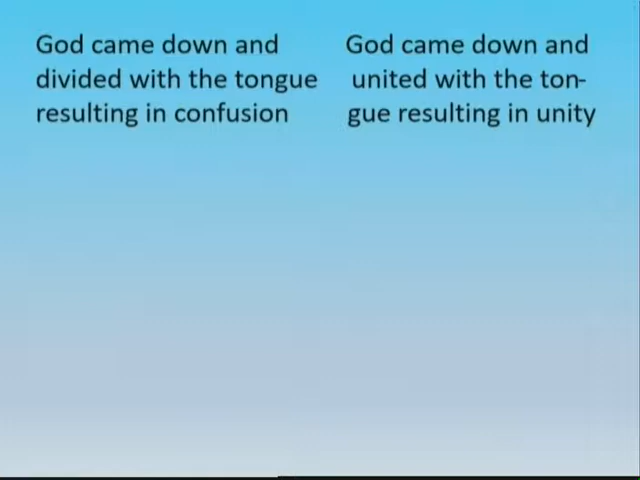 God came down and
divided with the tongue
resulting in confusion
God came down and
united with the ton-
gue resulting in unity